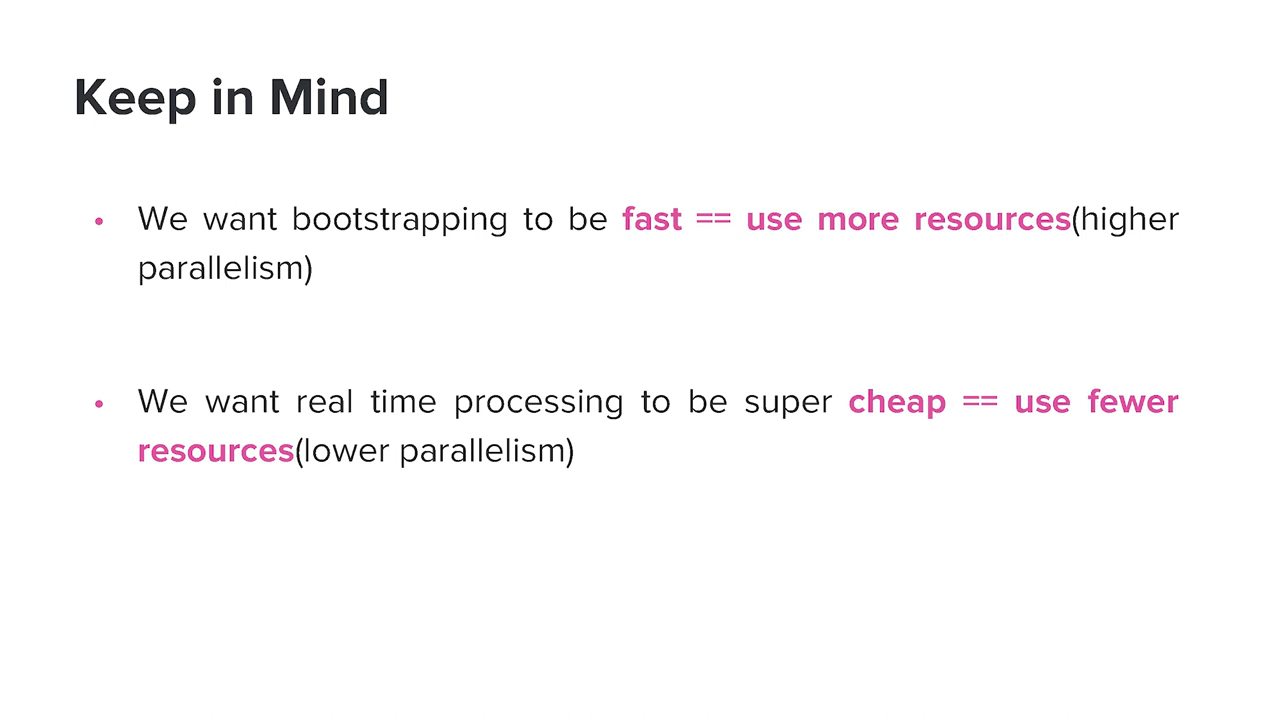 Keep in Mind
• We want bootstrapping to be fast == use more resources(higher
parallelism)
• We want real time processing to be super cheap == use fewer
resources(lower parallelism)